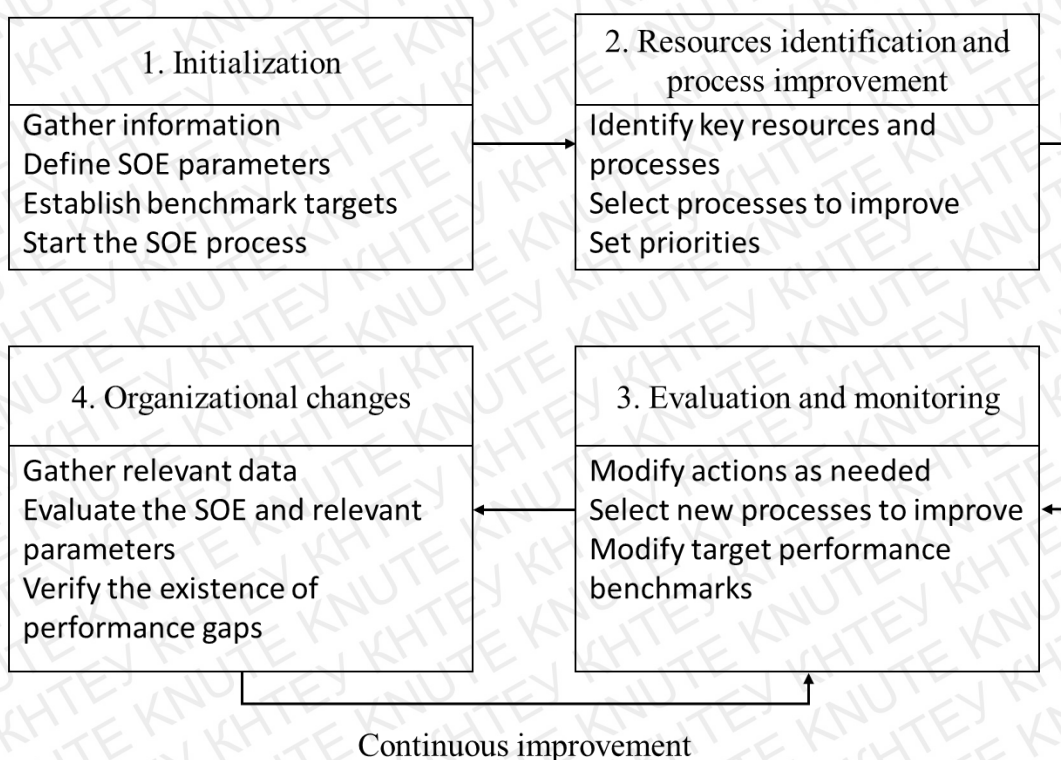 1. Initialization
Gather information
Define SOE parameters
Establish benchmark targets
Start the SOE process
2. Resources identification and
process improvement
Identify key resources and
processes
Select processes to improve
Set priorities
4. Organizational changes
Gather relevant data
Evaluate the SOE and relevant
parameters
Verify the existence of
performance gaps
3. Evaluation and monitoring
Modify actions as needed
Select new processes to improve
Modify target performance
benchmarks
Continuous improvement